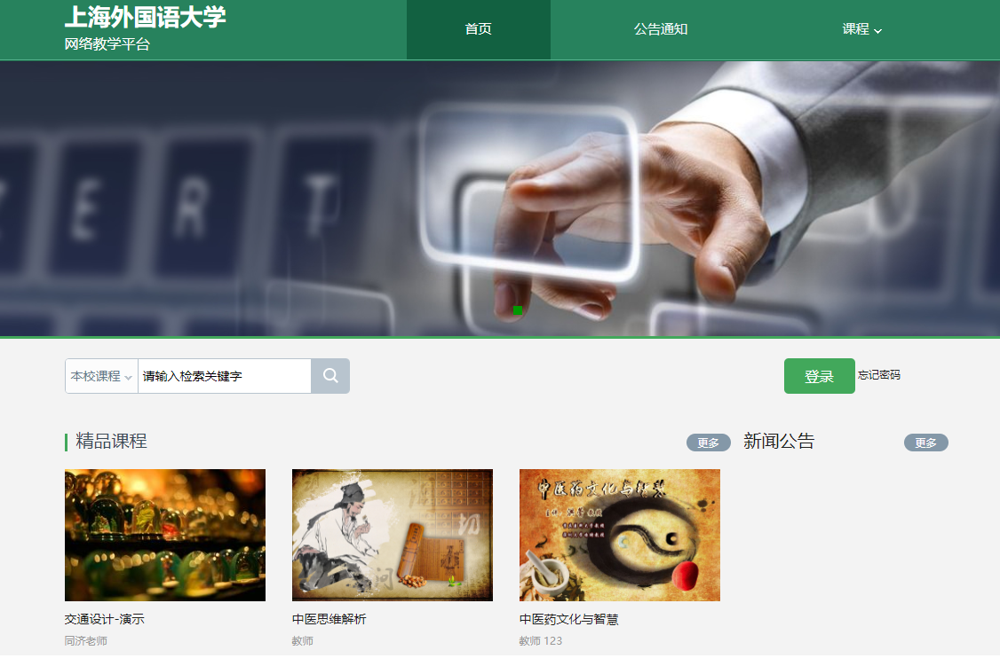 上海外国语大学
网络教学平台
首页
公告通知
课程
E
R
T
本校课程
请输入检索关键字
登录
忘记密码
精品课程
更多
新闻公告
更多
切
问
中医药文化与智慧
交通设计-演示
中医思维解析
中医药文化与智慧
同济老师
教师
教师 123